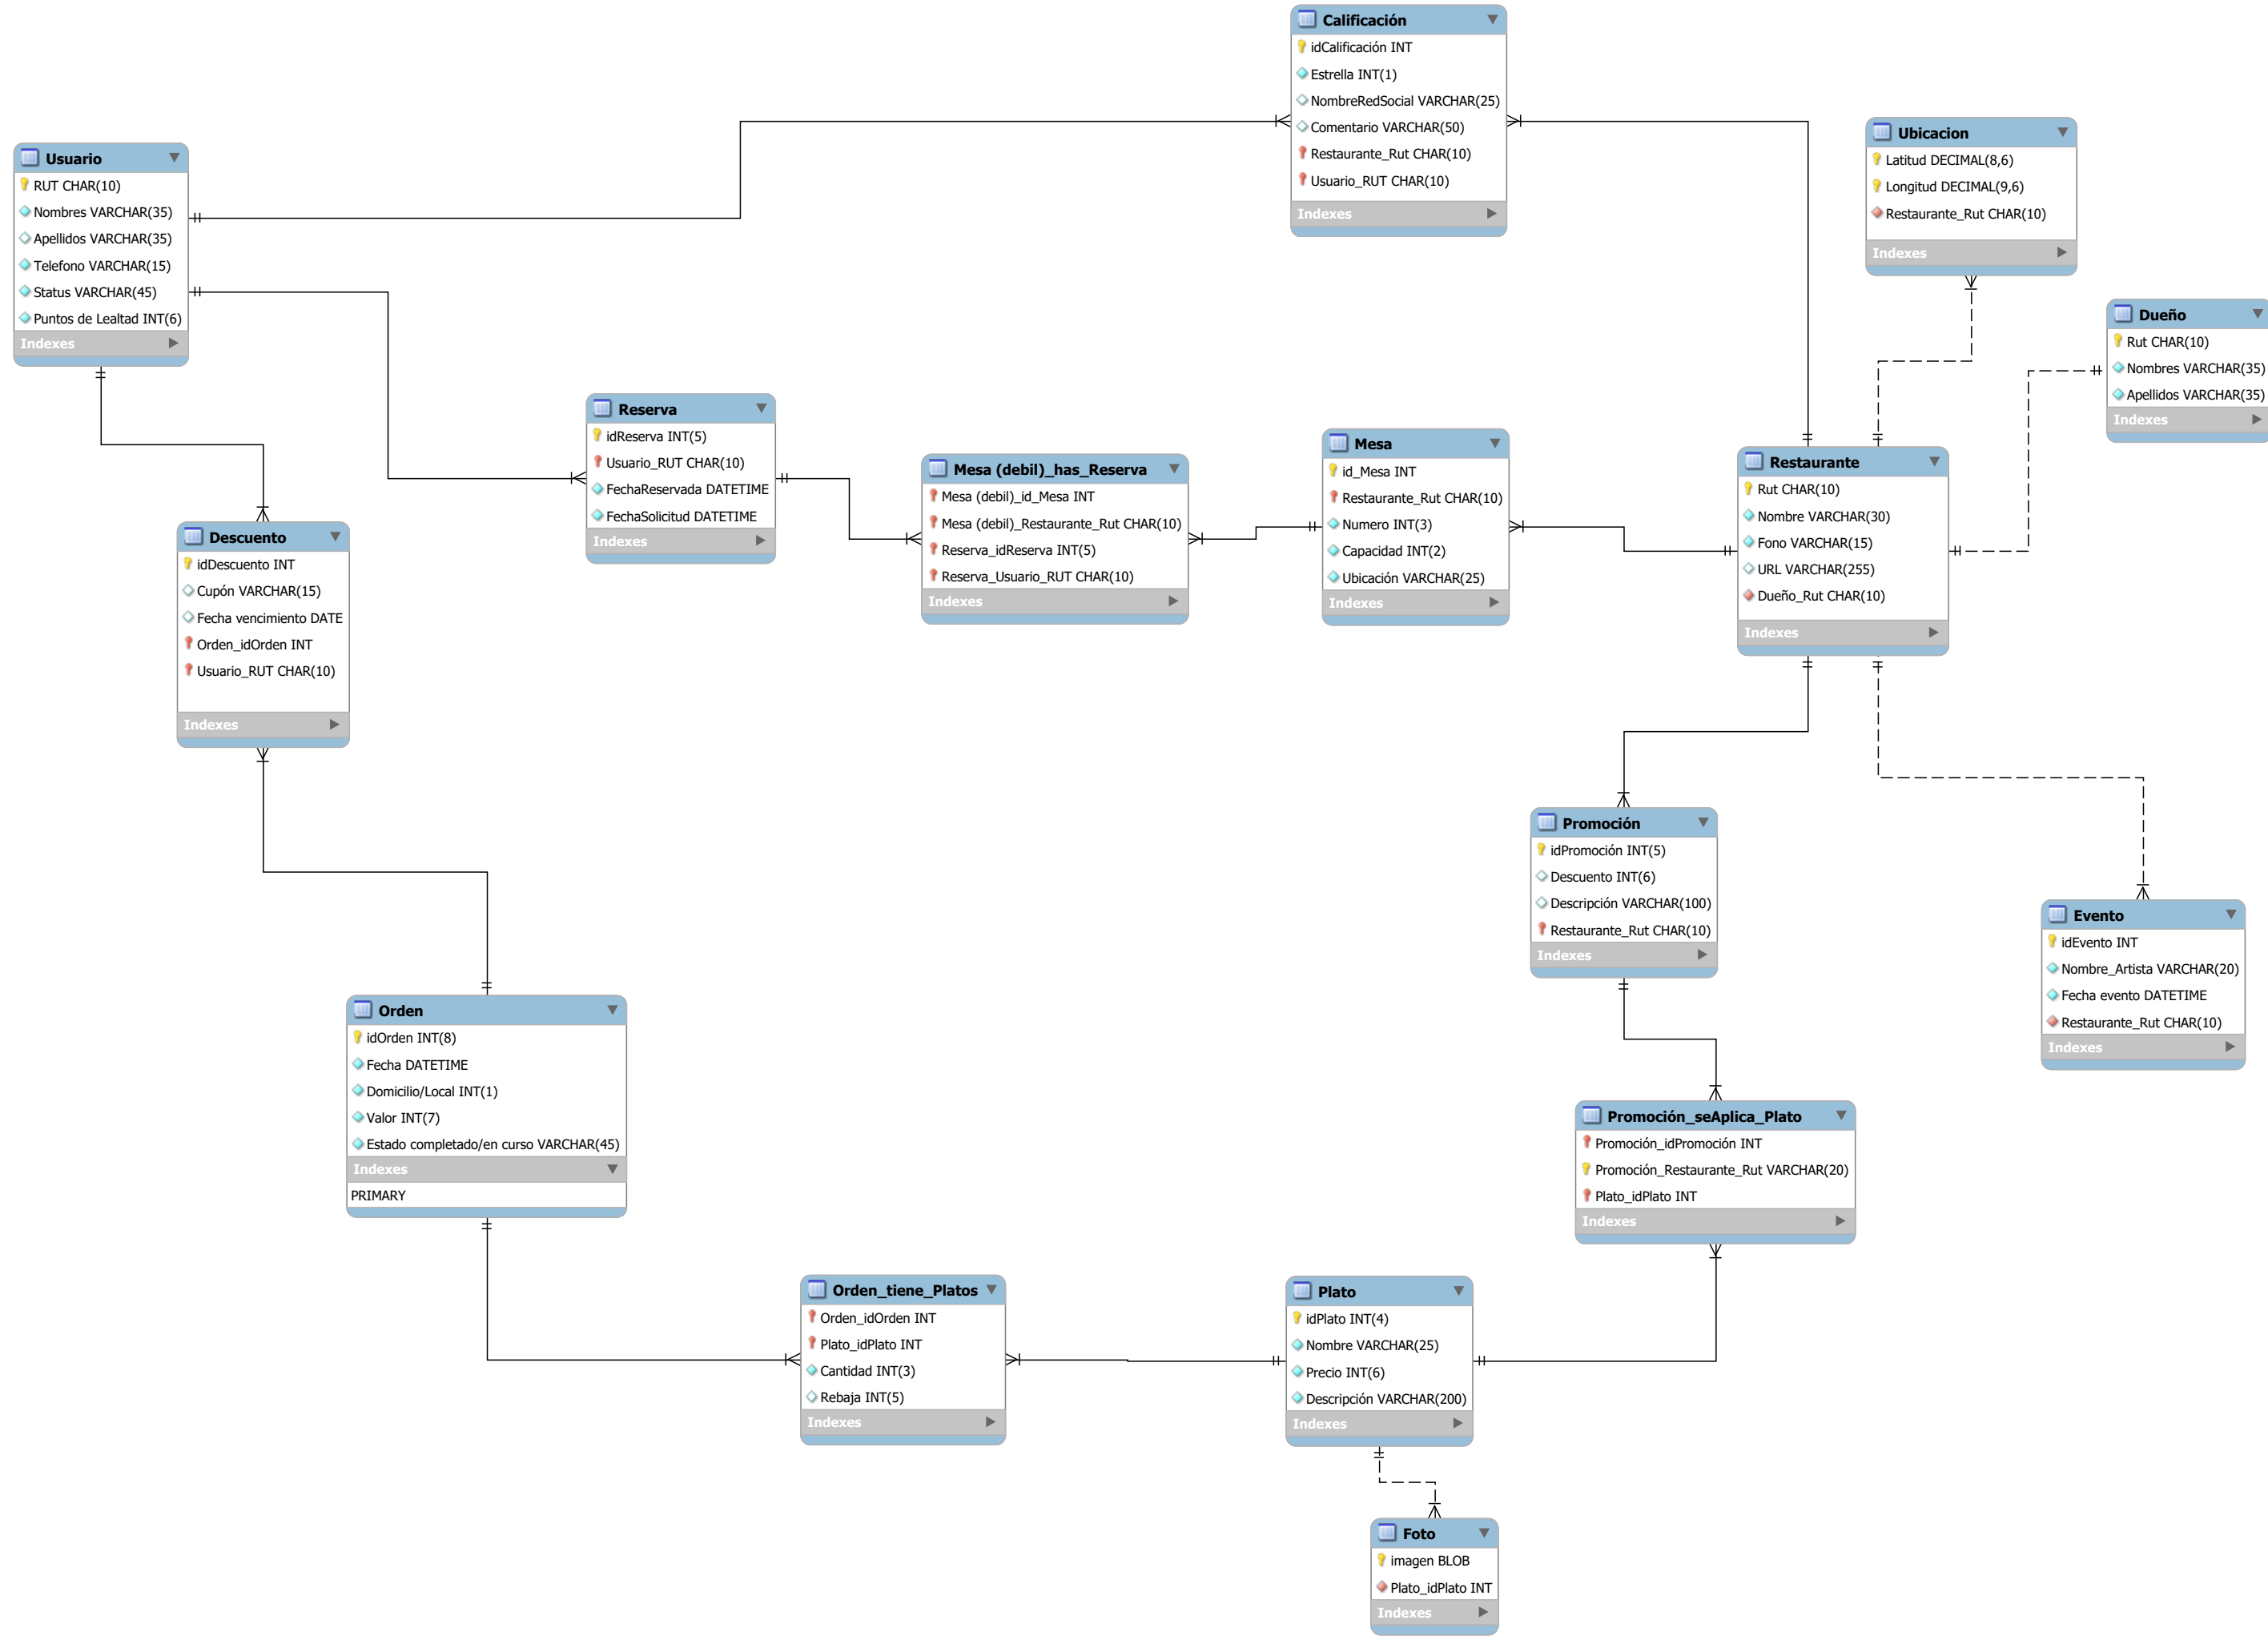 Calificación
idCalificación INT
Estrella INT(1)
NombreRedSocial VARCHAR(25)
Comentario VARCHAR(50)
Restaurante_Rut CHAR(10)
Usuario_RUT CHAR(10)
Indexes
Ubicacion
Latitud DECIMAL(8,6)
Longitud DECIMAL(9,6)
Restaurante_Rut CHAR(10)
Indexes
Usuario
RUT CHAR(10)
Nombres VARCHAR(35)
Apellidos VARCHAR(35)
Telefono VARCHAR(15)
Status VARCHAR(45)
Puntos de Lealtad INT(6)
Indexes
Dueño
Rut CHAR(10)
Nombres VARCHAR(35)
Apellidos VARCHAR(35)
Indexes
Reserva
idReserva INT(5)
Usuario_RUT CHAR(10)
FechaReservada DATETIME
FechaSolicitud DATETIME
Indexes
Mesa (debil)_has_Reserva
Mesa (debil)_id_Mesa INT
Mesa (debil)_Restaurante_Rut CHAR(10)
Reserva_idReserva INT(5)
Reserva_Usuario_RUT CHAR(10)
Indexes
Mesa
id_Mesa INT
Restaurante_Rut CHAR(10)
Numero INT(3)
Capacidad INT(2)
Ubicación VARCHAR(25)
Indexes
Restaurante
Rut CHAR(10)
Nombre VARCHAR(30)
Fono VARCHAR(15)
URL VARCHAR(255)
Dueño_Rut CHAR(10)
Indexes
Descuento
idDescuento INT
Cupón VARCHAR(15)
Fecha vencimiento DATE
Orden_idOrden INT
Usuario_RUT CHAR(10)
Indexes
Promoción
idPromoción INT(5)
Descuento INT(6)
Descripción VARCHAR(100)
Restaurante_Rut CHAR(10)
Indexes
Evento
idEvento INT
Nombre_Artista VARCHAR(20)
Fecha evento DATETIME
Restaurante_Rut CHAR(10)
Indexes
Orden
idOrden INT(8)
Fecha DATETIME
Domicilio/Local INT(1)
Valor INT(7)
Estado completado/en curso VARCHAR(45)
Indexes
PRIMARY
Promoción_seAplica_Plato
Promoción_idPromoción INT
Promoción_Restaurante_Rut VARCHAR(20)
Plato_idPlato INT
Indexes
Orden_tiene_Platos
Orden_idOrden INT
Plato_idPlato INT
Cantidad INT(3)
Rebaja INT(5)
Indexes
Plato
idPlato INT(4)
Nombre VARCHAR(25)
Precio INT(6)
Descripción VARCHAR(200)
Indexes
Foto
imagen BLOB
Plato_idPlato INT
Indexes